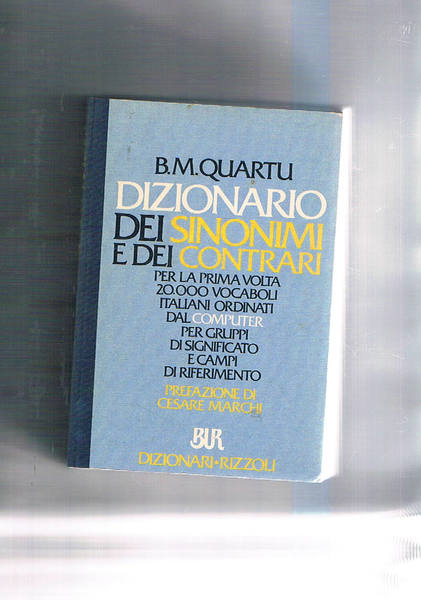 B.M.QUARTU
DIZIONARIO
DEI SINONIMI
E DEI CONTRARI
PER LA PRIMA VOLTA
20.000 VOCABOLI
ITALIANI ORDINATI
DAL COMPUTER
PER GRUPPI
DI SIGNIFICATO
E CAMPI
DI RIFERIMENTO
PREFAZIONE DI
CESARE MARCHI
BUR
DIZIONARI•RIZZOLI